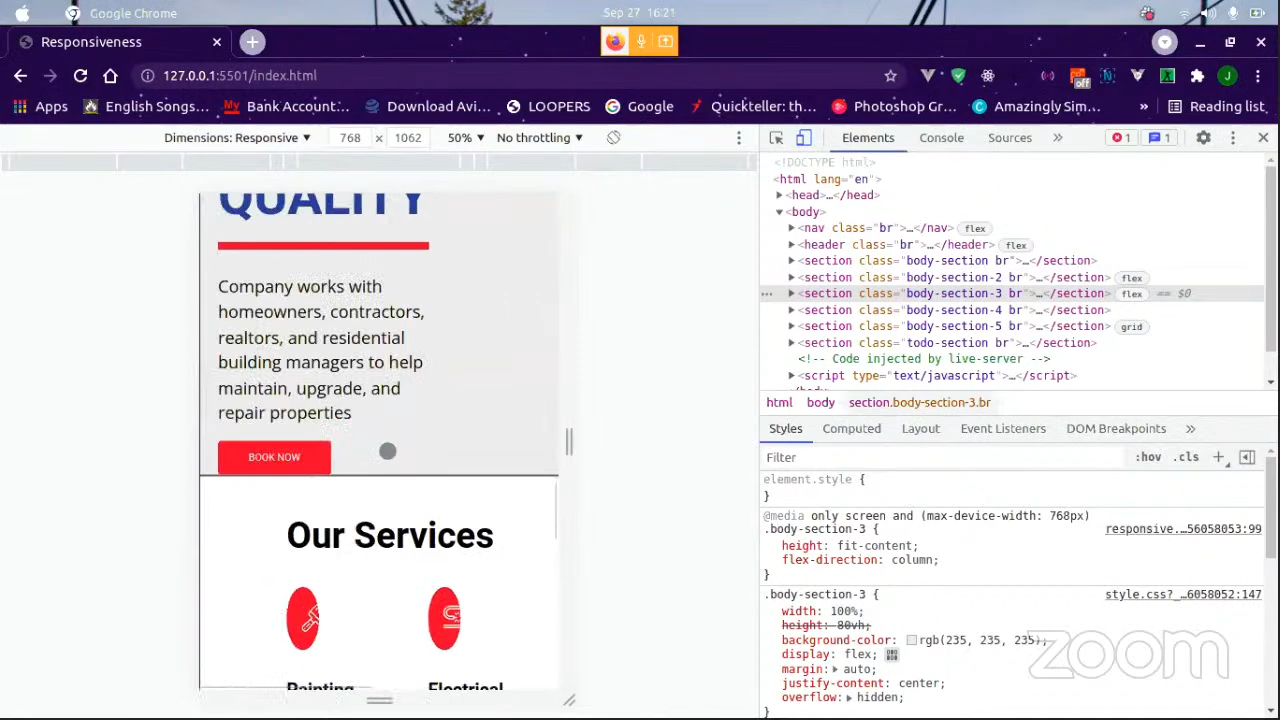 Google Chrome
Sep 27 16:21
Responsiveness
127.0.0.1:5501/index.html
J
off
Apps
English Songs...
Bank Account...
Download Avi...
LOOPERS
Google
Quickteller: th...
Photoshop Gr...
Amazingly Sim...
»
Reading list
Dimensions: Responsive
768 × 1062
50%
No throttling
Elements
Console
Sources
»
1
1
<!DOCTYPE html>
<html lang="en">
<head>…</head>
<body>
<nav class="br">…</nav> flex
<header class="br">…</header> flex
<section class="body-section br">…</section>
<section class="body-section-2 br">…</section> flex
<section class="body-section-3 br">…</section> flex == $0
<section class="body-section-4 br">…</section>
<section class="body-section-5 br">…</section> grid
<section class="todo-section br">…</section>
<!-- Code injected by live-server -->
<script type="text/javascript">…</script>
</body>
html body section.body-section-3.br
Styles
Computed
Layout
Event Listeners
DOM Breakpoints
»
Filter
:hov .cls +
element.style {
}
@media only screen and (max-device-width: 768px)
.body-section-3 {
responsive.…56058053:99
height: fit-content;
flex-direction: column;
}
.body-section-3 {
style.css?_…6058052:147
width: 100%;
height: 80vh;
background-color: rgb(235, 235, 235);
display: flex;
margin: auto;
justify-content: center;
overflow: hidden;
}
QUALITY
Company works with
homeowners, contractors,
realtors, and residential
building managers to help
maintain, upgrade, and
repair properties
BOOK NOW
Our Services
Painting
Electrical
zoom